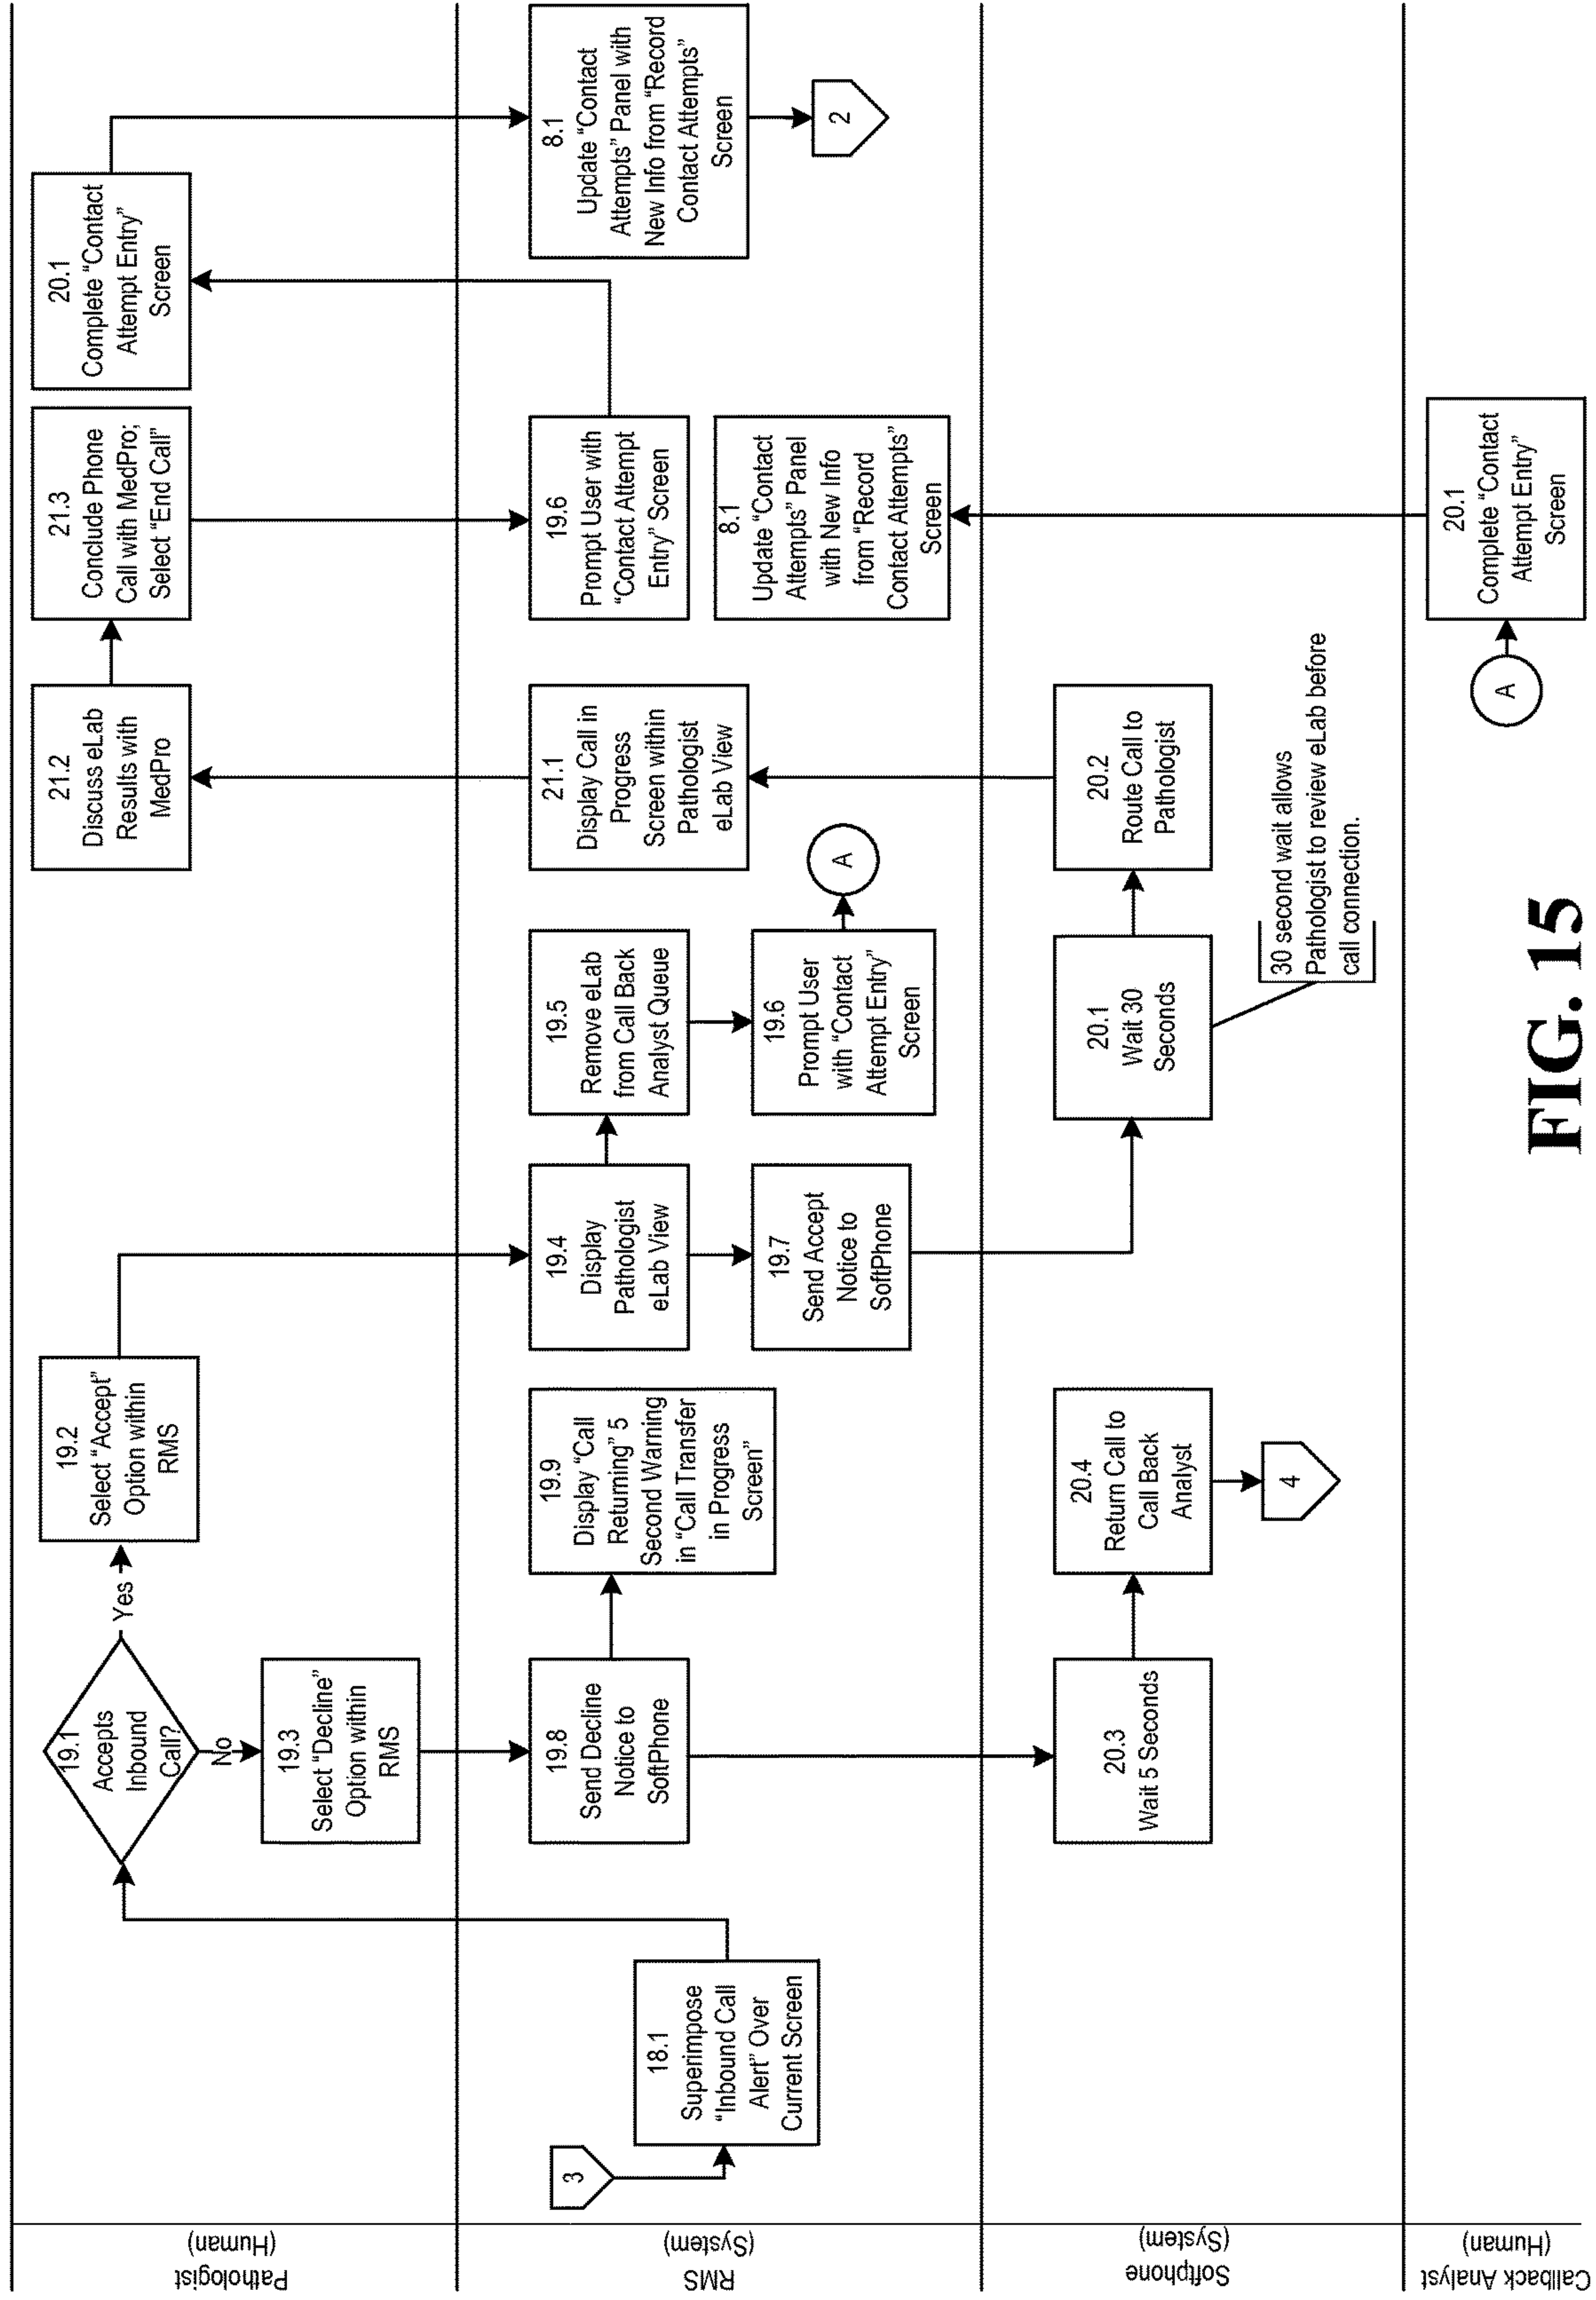 Pathologist
(Human)
19.1
Accepts
Inbound
Call?
Yes
No
19.2
Select “Accept”
Option within
RMS
19.3
Select “Decline”
Option within
RMS
21.2
Discuss eLab
Results with
MedPro
21.3
Conclude Phone
Call with MedPro;
Select “End Call”
20.1
Complete “Contact
Attempt Entry”
Screen
RMS
(System)
3
18.1
Superimpose
“Inbound Call
Alert” Over
Current Screen
19.8
Send Decline
Notice to
SoftPhone
19.9
Display “Call
Returning” 5
Second Warning
in “Call Transfer
in Progress
Screen”
19.4
Display
Pathologist
eLab View
19.7
Send Accept
Notice to
SoftPhone
19.5
Remove eLab
from Call Back
Analyst Queue
19.6
Prompt User
with “Contact
Attempt Entry”
Screen
A
21.1
Display Call in
Progress
Screen within
Pathologist
eLab View
19.6
Prompt User with
“Contact Attempt
Entry” Screen
8.1
Update “Contact
Attempts” Panel
with New Info
from “Record
Contact Attempts”
Screen
8.1
Update “Contact
Attempts” Panel with
New Info from “Record
Contact Attempts”
Screen
2
Softphone
(System)
20.3
Wait 5 Seconds
20.4
Return Call to
Call Back
Analyst
4
20.1
Wait 30
Seconds
30 second wait allows
Pathologist to review eLab before
call connection.
20.2
Route Call to
Pathologist
Callback Analyst
(Human)
A
20.1
Complete “Contact
Attempt Entry”
Screen
FIG. 15